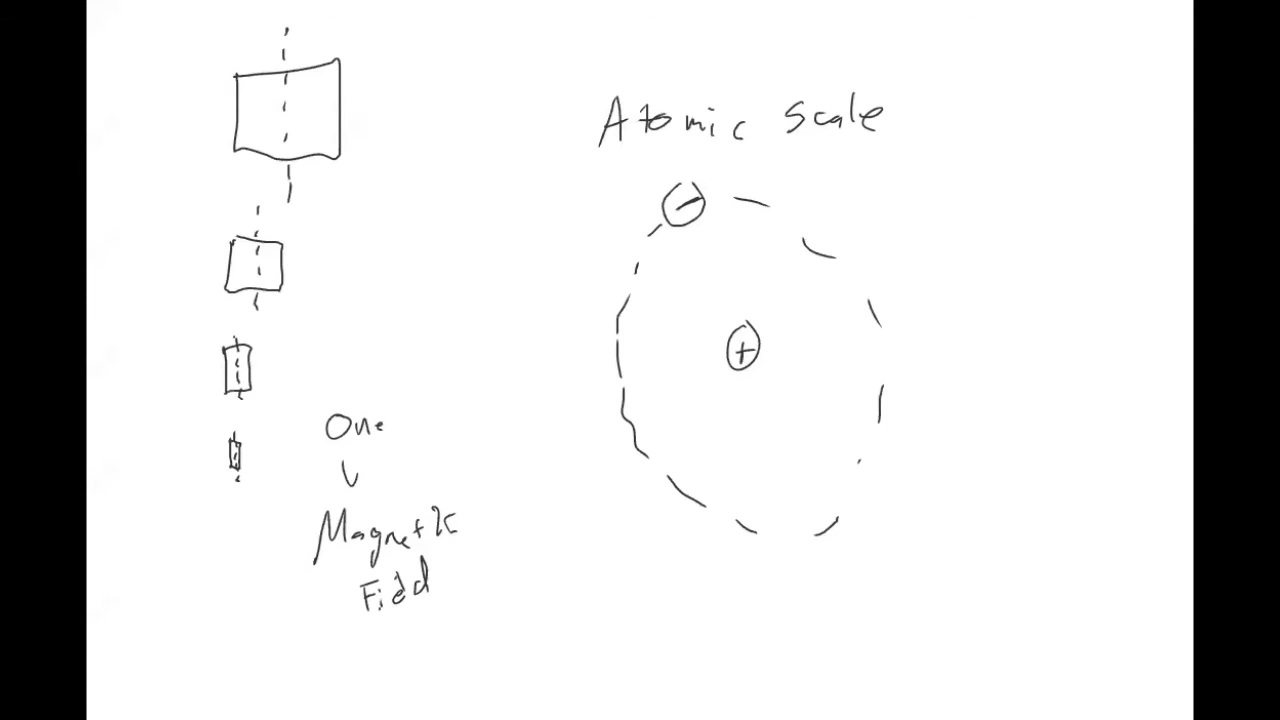 Atomic Scale
−
+
One
Magnetic
Field